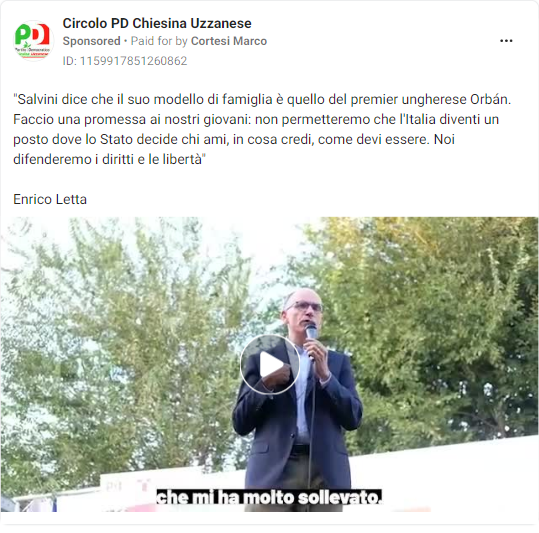 Circolo PD Chiesina Uzzanese
Sponsored • Paid for by Cortesi Marco
ID: 1159917851260862
"Salvini dice che il suo modello di famiglia è quello del premier ungherese Orbán.
Faccio una promessa ai nostri giovani: non permetteremo che l'Italia diventi un
posto dove lo Stato decide chi ami, in cosa credi, come devi essere. Noi
difenderemo i diritti e le libertà"
Enrico Letta
che mi ha molto sollevato.
PD